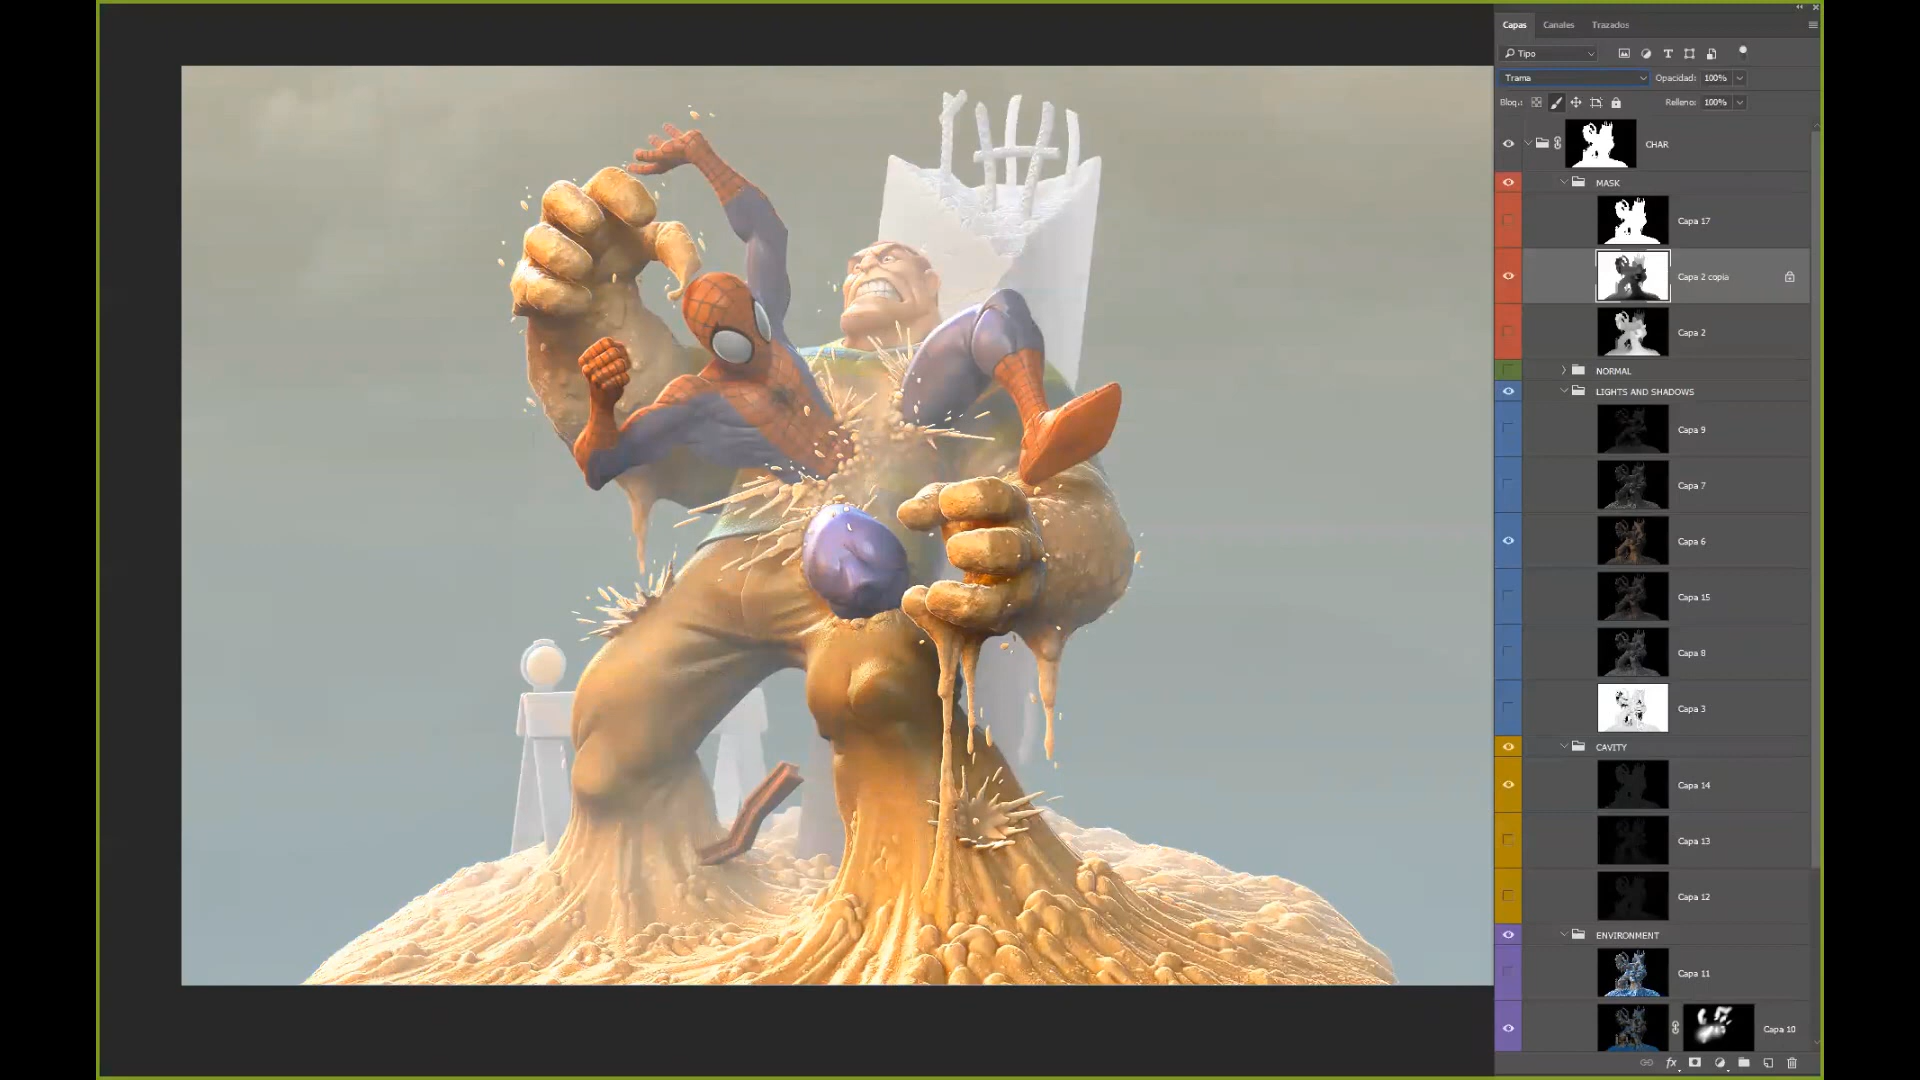 Capas Canales Trazados
Tipo
Trama Opacidad: 100%
Bloq.: Relleno: 100%
CHAR
MASK
Capa 17
Capa 2 copia
Capa 2
NORMAL
LIGHTS AND SHADOWS
Capa 9
Capa 7
Capa 6
Capa 15
Capa 8
Capa 3
CAVITY
Capa 14
Capa 13
Capa 12
ENVIRONMENT
Capa 11
Capa 10
fx